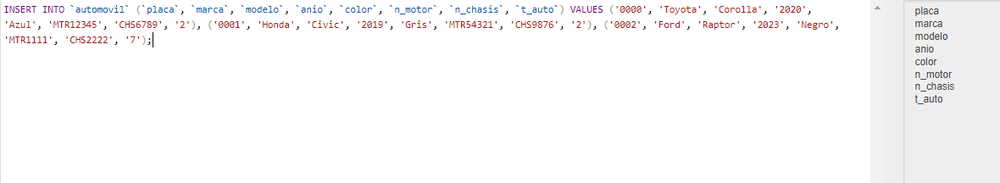 INSERT INTO `automovil` (`placa`, `marca`, `modelo`, `anio`, `color`, `n_motor`, `n_chasis`, `t_auto`) VALUES ('0000', 'Toyota', 'Corolla', '2020',
'Azul', 'MTR12345', 'CHS6789', '2'), ('0001', 'Honda', 'Civic', '2019', 'Gris', 'MTR54321', 'CHS9876', '2'), ('0002', 'Ford', 'Raptor', '2023', 'Negro',
'MTR1111', 'CHS2222', '7');
placa
marca
modelo
anio
color
n_motor
n_chasis
t_auto